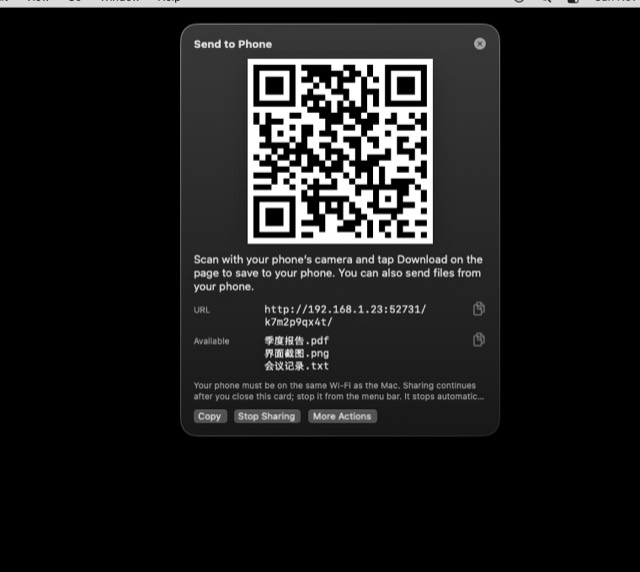 Send to Phone
Scan with your phone's camera and tap Download on the
page to save to your phone. You can also send files from
your phone.
URL
http://192.168.1.23:52731/
k7m2p9qx4t/
Available
季度报告.pdf
界面截图.png
会议记录.txt
Your phone must be on the same Wi-Fi as the Mac. Sharing continues
after you close this card; stop it from the menu bar. It stops automatic...
Copy Stop Sharing More Actions